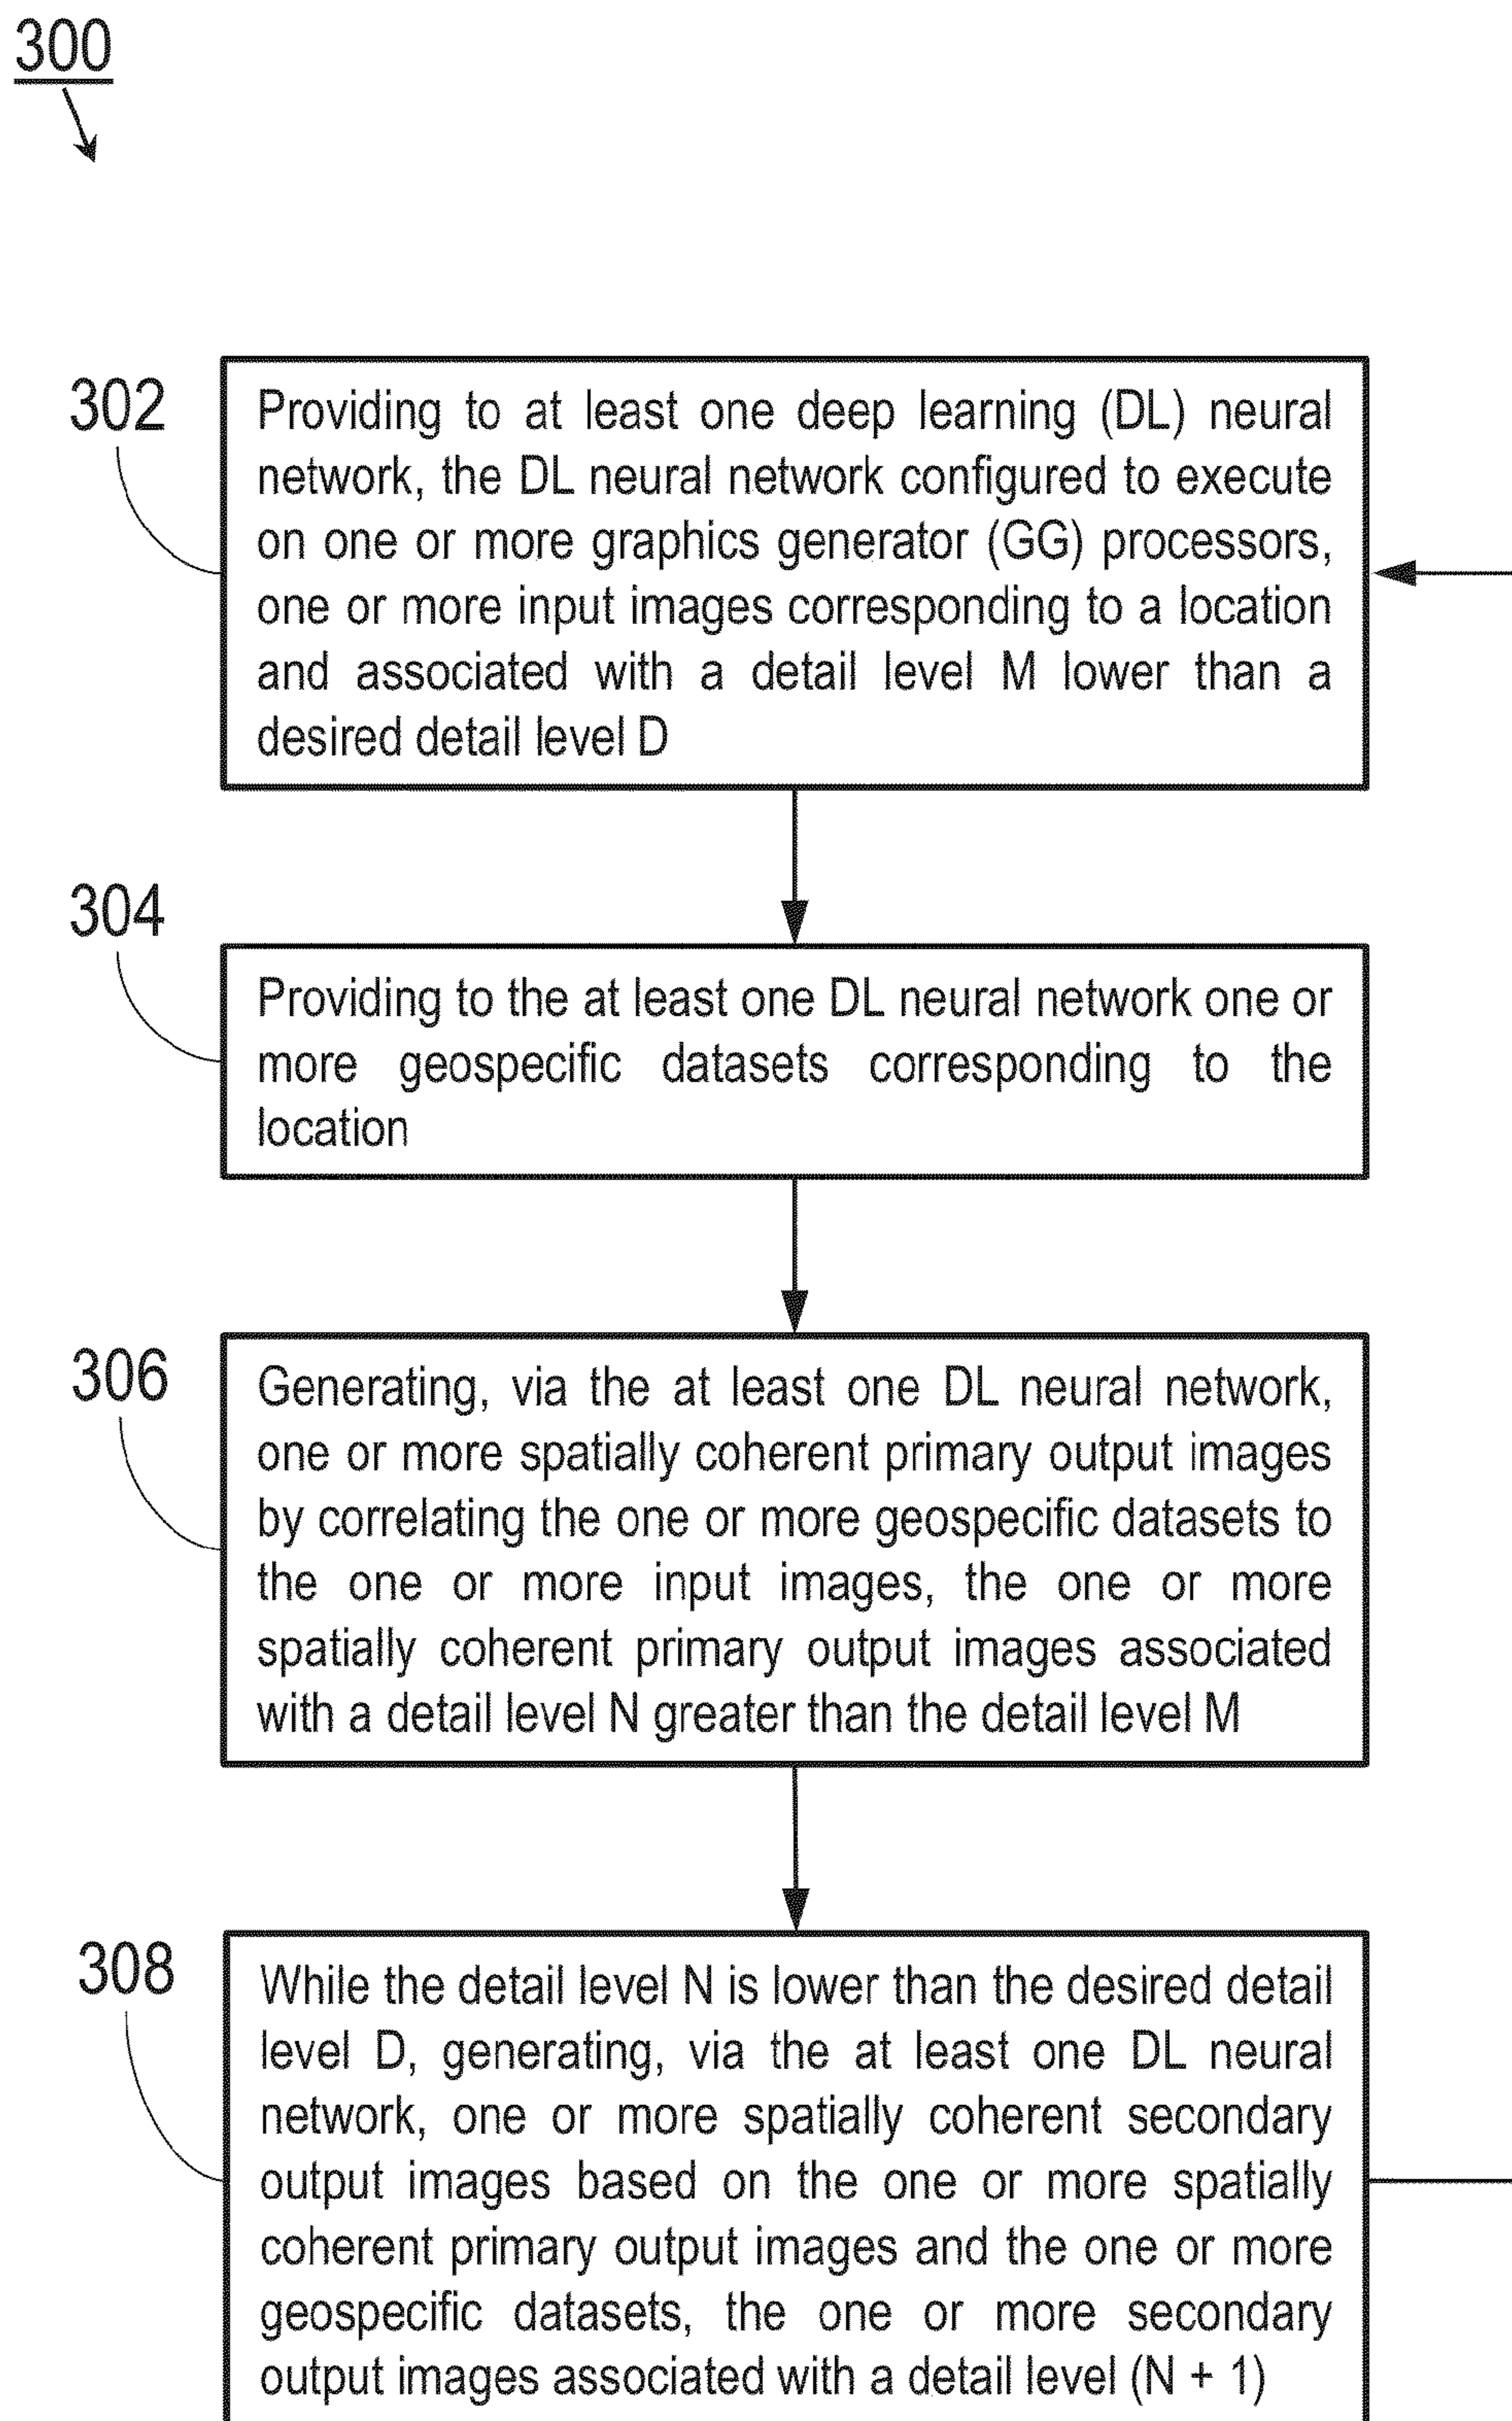 300
302
Providing to at least one deep learning (DL) neural
network, the DL neural network configured to execute
on one or more graphics generator (GG) processors,
one or more input images corresponding to a location
and associated with a detail level M lower than a
desired detail level D
304
Providing to the at least one DL neural network one or
more geospecific datasets corresponding to the
location
306
Generating, via the at least one DL neural network,
one or more spatially coherent primary output images
by correlating the one or more geospecific datasets to
the one or more input images, the one or more
spatially coherent primary output images associated
with a detail level N greater than the detail level M
308
While the detail level N is lower than the desired detail
level D, generating, via the at least one DL neural
network, one or more spatially coherent secondary
output images based on the one or more spatially
coherent primary output images and the one or more
geospecific datasets, the one or more secondary
output images associated with a detail level (N + 1)